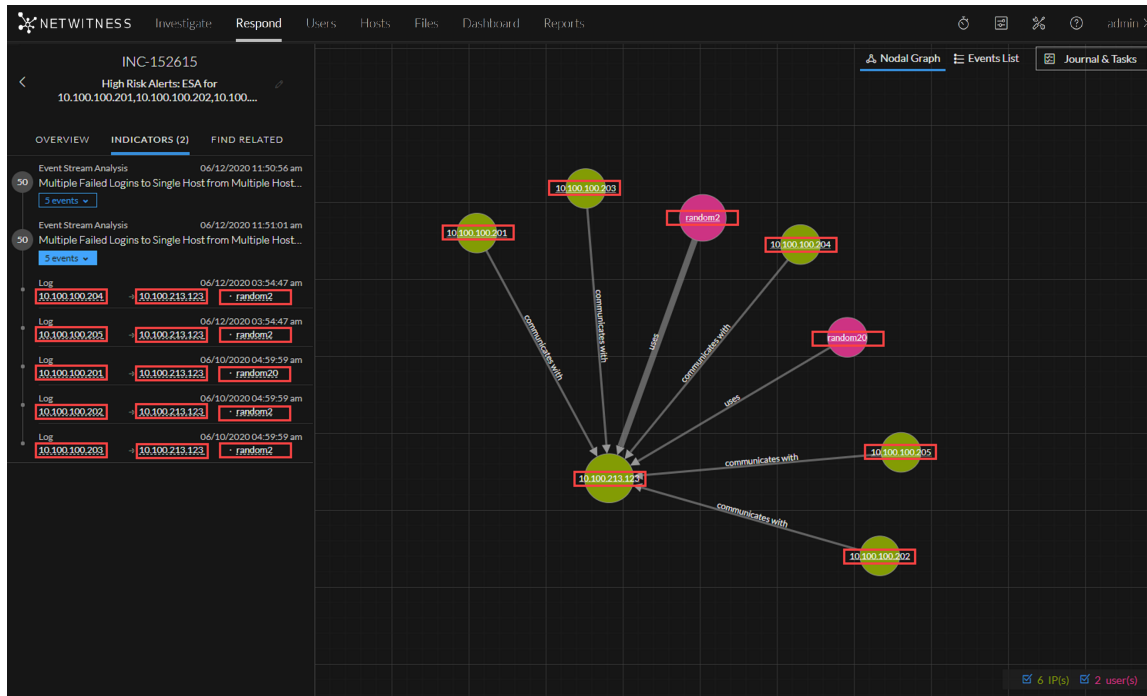 NETWITNESS Investigate Respond Users Hosts Files Dashboard Reports admin
INC-152615
High Risk Alerts: ESA for
10.100.100.201,10.100.100.202,10.100....
OVERVIEW INDICATORS (2) FIND RELATED
Event Stream Analysis 06/12/2020 11:50:56 am
50 Multiple Failed Logins to Single Host from Multiple Host...
5 events
Event Stream Analysis 06/12/2020 11:51:01 am
50 Multiple Failed Logins to Single Host from Multiple Host...
5 events
Log 06/12/2020 03:54:47 am
10.100.100.204 → 10.100.213.123 · random2
Log 06/12/2020 03:54:47 am
10.100.100.205 → 10.100.213.123 · random2
Log 06/10/2020 04:59:59 am
10.100.100.201 → 10.100.213.123 · random20
Log 06/10/2020 04:59:59 am
10.100.100.202 → 10.100.213.123 · random2
Log 06/10/2020 04:59:59 am
10.100.100.203 → 10.100.213.123 · random2
Nodal Graph Events List Journal & Tasks
10.100.100.203
random2
10.100.100.201
10.100.100.204
communicates with
communicates with
uses
communicates with
random20
uses
10.100.100.205
communicates with
10.100.213.123
communicates with
10.100.100.202
6 IP(s) 2 user(s)